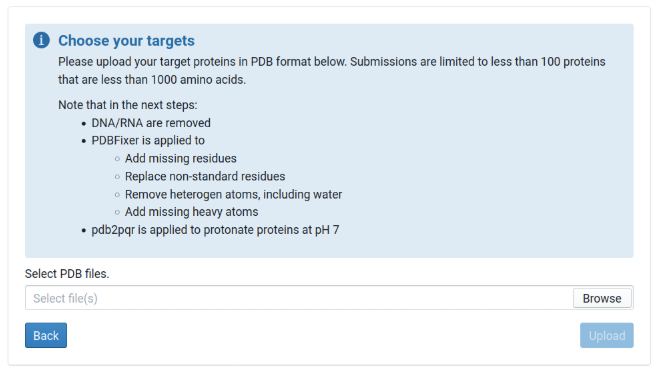 Choose your targets
Please upload your target proteins in PDB format below. Submissions are limited to less than 100 proteins
that are less than 1000 amino acids.
Note that in the next steps:
• DNA/RNA are removed
• PDBFixer is applied to
○ Add missing residues
○ Replace non-standard residues
○ Remove heterogen atoms, including water
○ Add missing heavy atoms
• pdb2pqr is applied to protonate proteins at pH 7
Select PDB files.
Select file(s) Browse
Back Upload